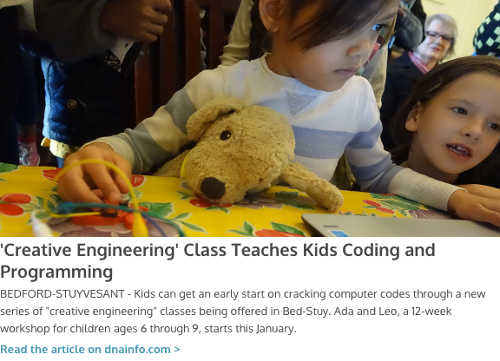 'Creative Engineering' Class Teaches Kids Coding and
Programming
BEDFORD-STUYVESANT - Kids can get an early start on cracking computer codes through a new
series of "creative engineering" classes being offered in Bed-Stuy. Ada and Leo, a 12-week
workshop for children ages 6 through 9, starts this January.
Read the article on dnainfo.com >